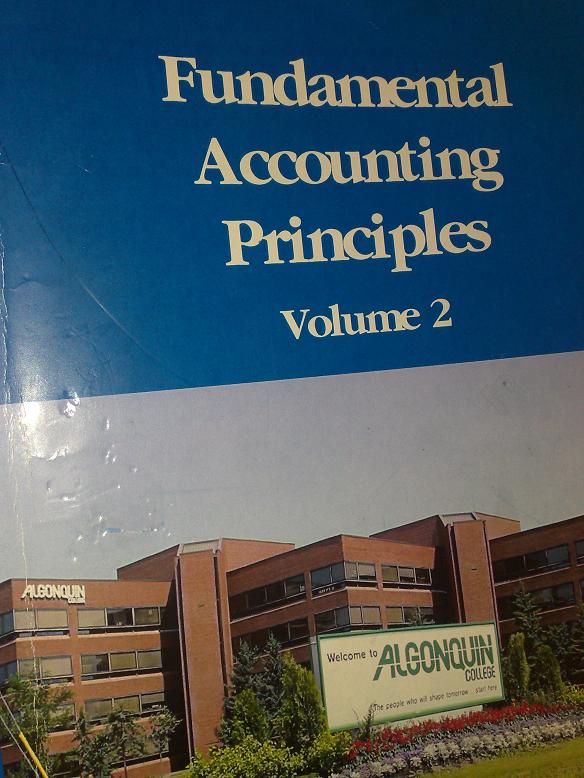 Fundamental
Accounting
Principles
Volume 2
ALGONQUIN
Welcome to ALGONQUIN
COLLEGE
The people who will shape tomorrow... start here